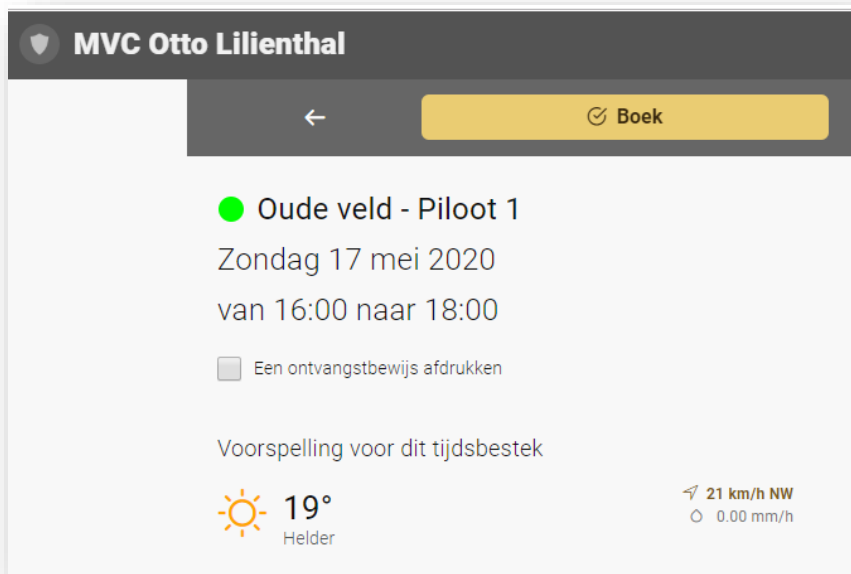 MVC Otto Lilienthal
Boek
Oude veld - Piloot 1
Zondag 17 mei 2020
van 16:00 naar 18:00
Een ontvangstbewijs afdrukken
Voorspelling voor dit tijdsbestek
19°
Helder
21 km/h NW
0.00 mm/h